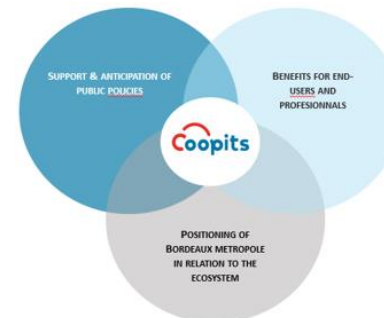 SUPPORT & ANTICIPATION OF
PUBLIC POLICIES
BENEFITS FOR END-
USERS AND
PROFESIONNALS
Coopits
POSITIONING OF
BORDEAUX METROPOLE
IN RELATION TO THE
ECOSYSTEM